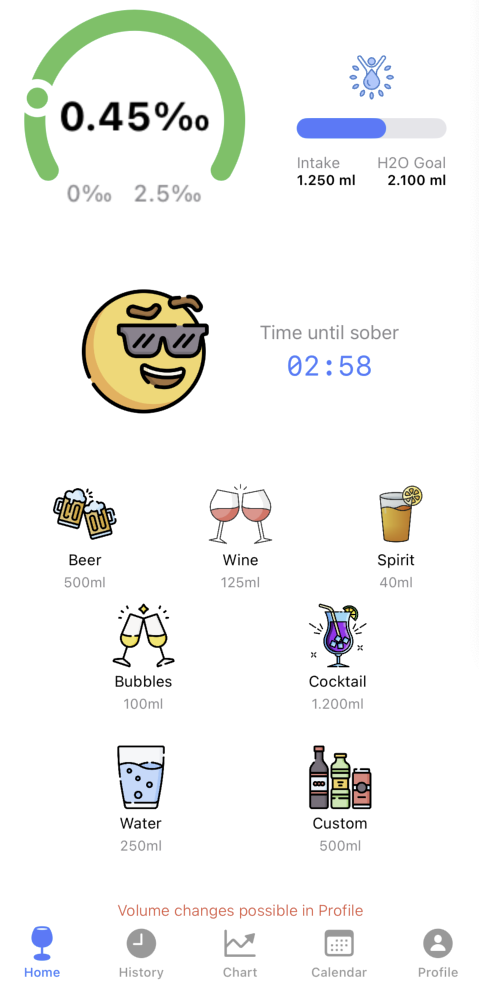 0.45‰
0‰ 2.5‰
Intake H2O Goal
1.250 ml 2.100 ml
Time until sober
02:58
Beer Wine Spirit
500ml 125ml 40ml
Bubbles Cocktail
100ml 1.200ml
Water Custom
250ml 500ml
Volume changes possible in Profile
Home History Chart Calendar Profile